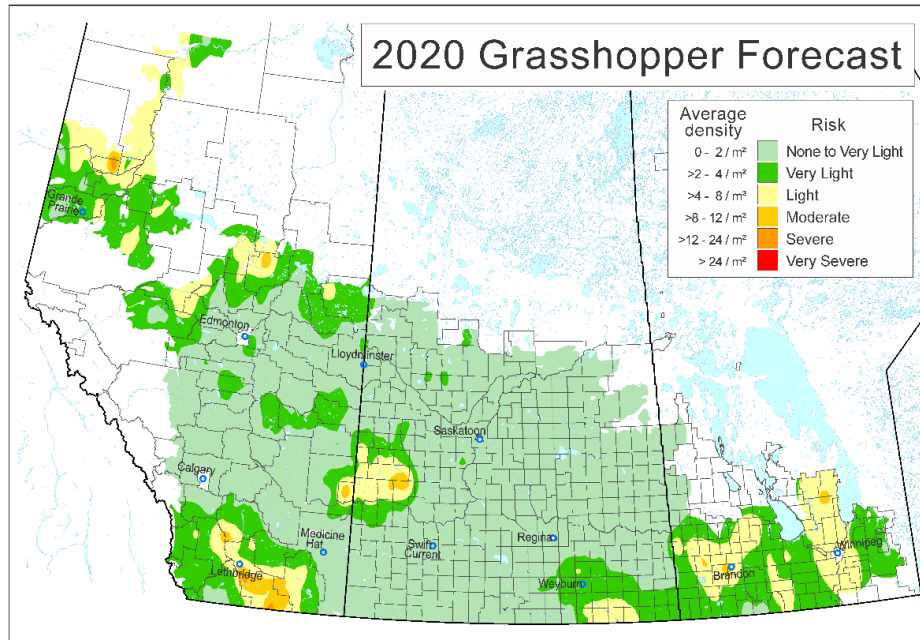 2020 Grasshopper Forecast
Average
density
Risk
0 - 2 / m² None to Very Light
>2 - 4 / m² Very Light
>4 - 8 / m² Light
>8 - 12 / m² Moderate
>12 - 24 / m² Severe
> 24 / m² Very Severe
Grande
Prairie
Edmonton
Lloydminster
Saskatoon
Calgary
Medicine
Hat
Swift
Current
Regina
Winnipeg
Lethbridge
Weyburn
Brandon